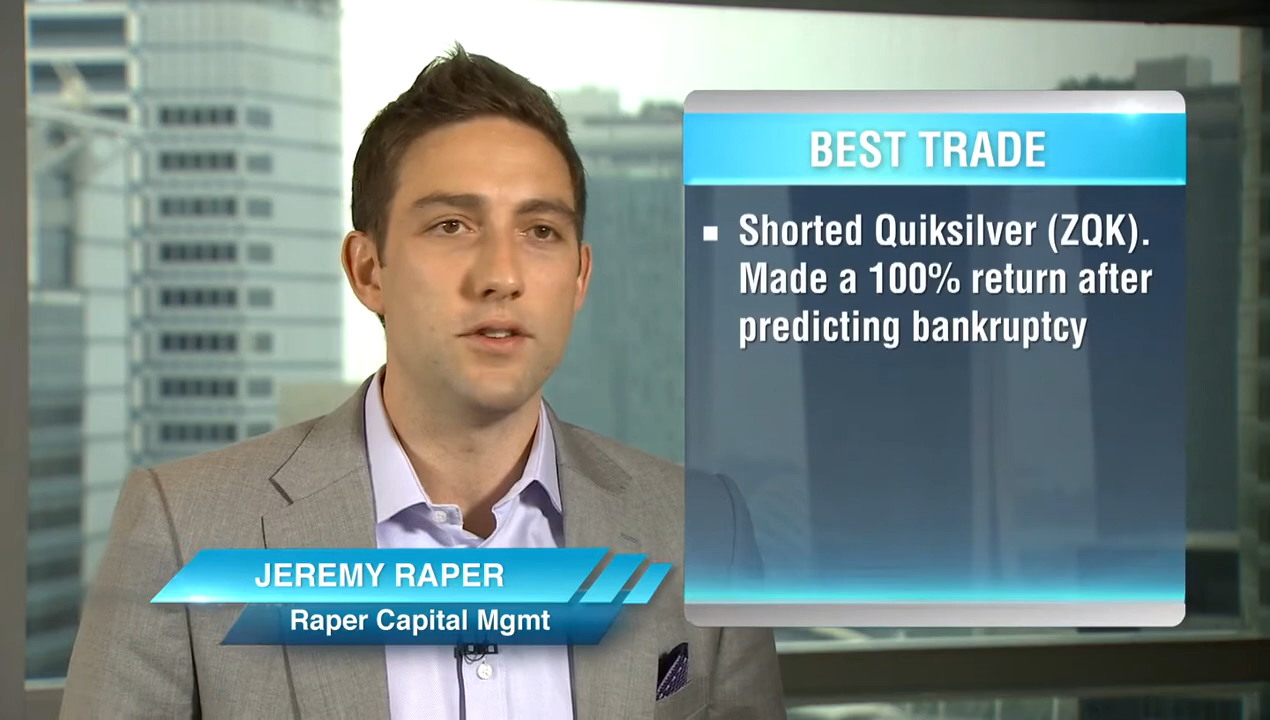 BEST TRADE
Shorted Quiksilver (ZQK).
Made a 100% return after
predicting bankruptcy
JEREMY RAPER
Raper Capital Mgmt